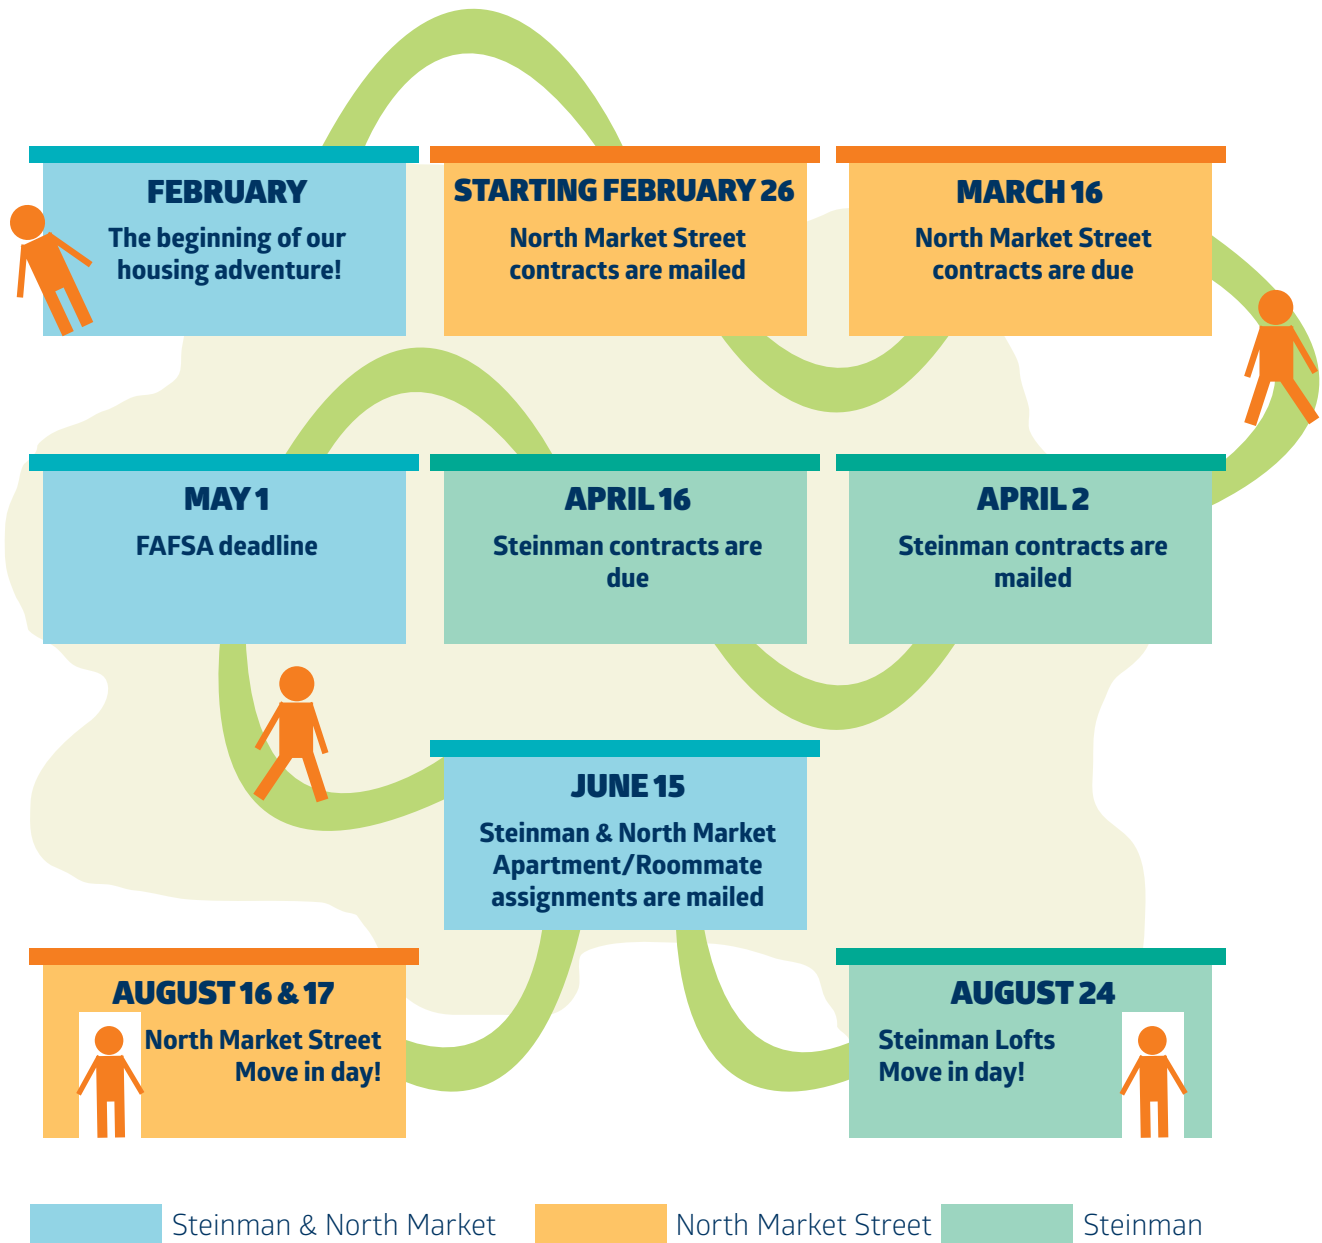 FEBRUARY
The beginning of our
housing adventure!
STARTING FEBRUARY 26
North Market Street
contracts are mailed
MARCH 16
North Market Street
contracts are due
MAY 1
FAFSA deadline
APRIL 16
Steinman contracts are
due
APRIL 2
Steinman contracts are
mailed
JUNE 15
Steinman & North Market
Apartment/Roommate
assignments are mailed
AUGUST 16 & 17
North Market Street
Move in day!
AUGUST 24
Steinman Lofts
Move in day!
Steinman & North Market
North Market Street
Steinman